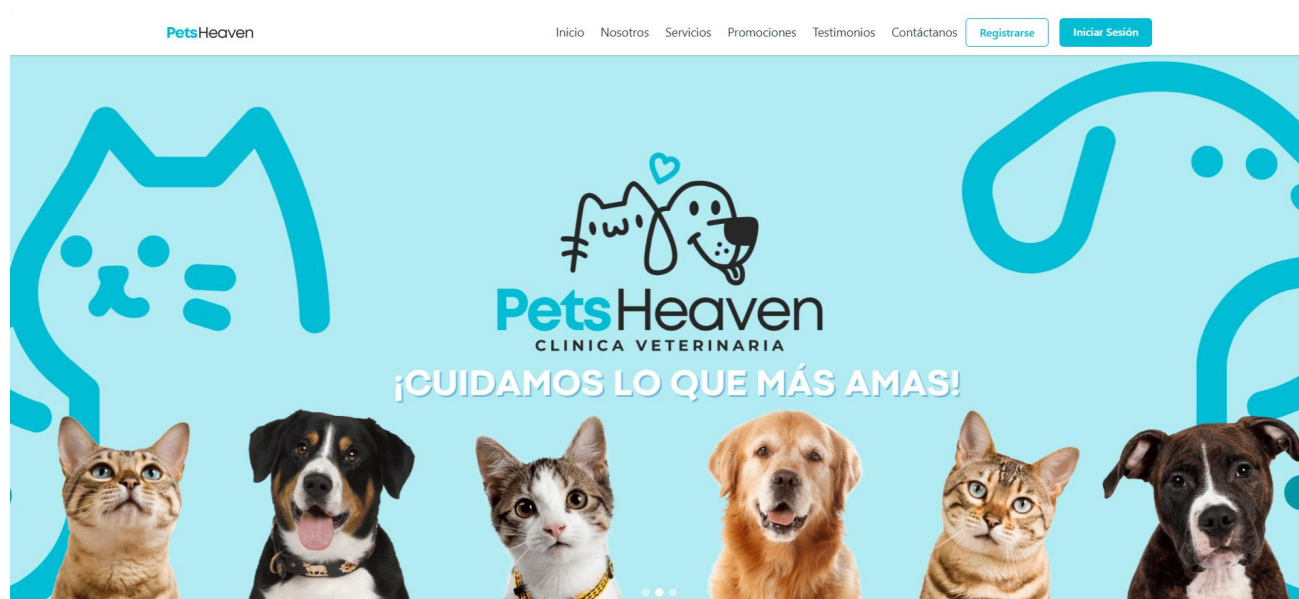 PetsHeaven
Inicio Nosotros Servicios Promociones Testimonios Contáctanos Registrarse Iniciar Sesión
PetsHeaven
CLINICA VETERINARIA
¡CUIDAMOS LO QUE MÁS AMAS!